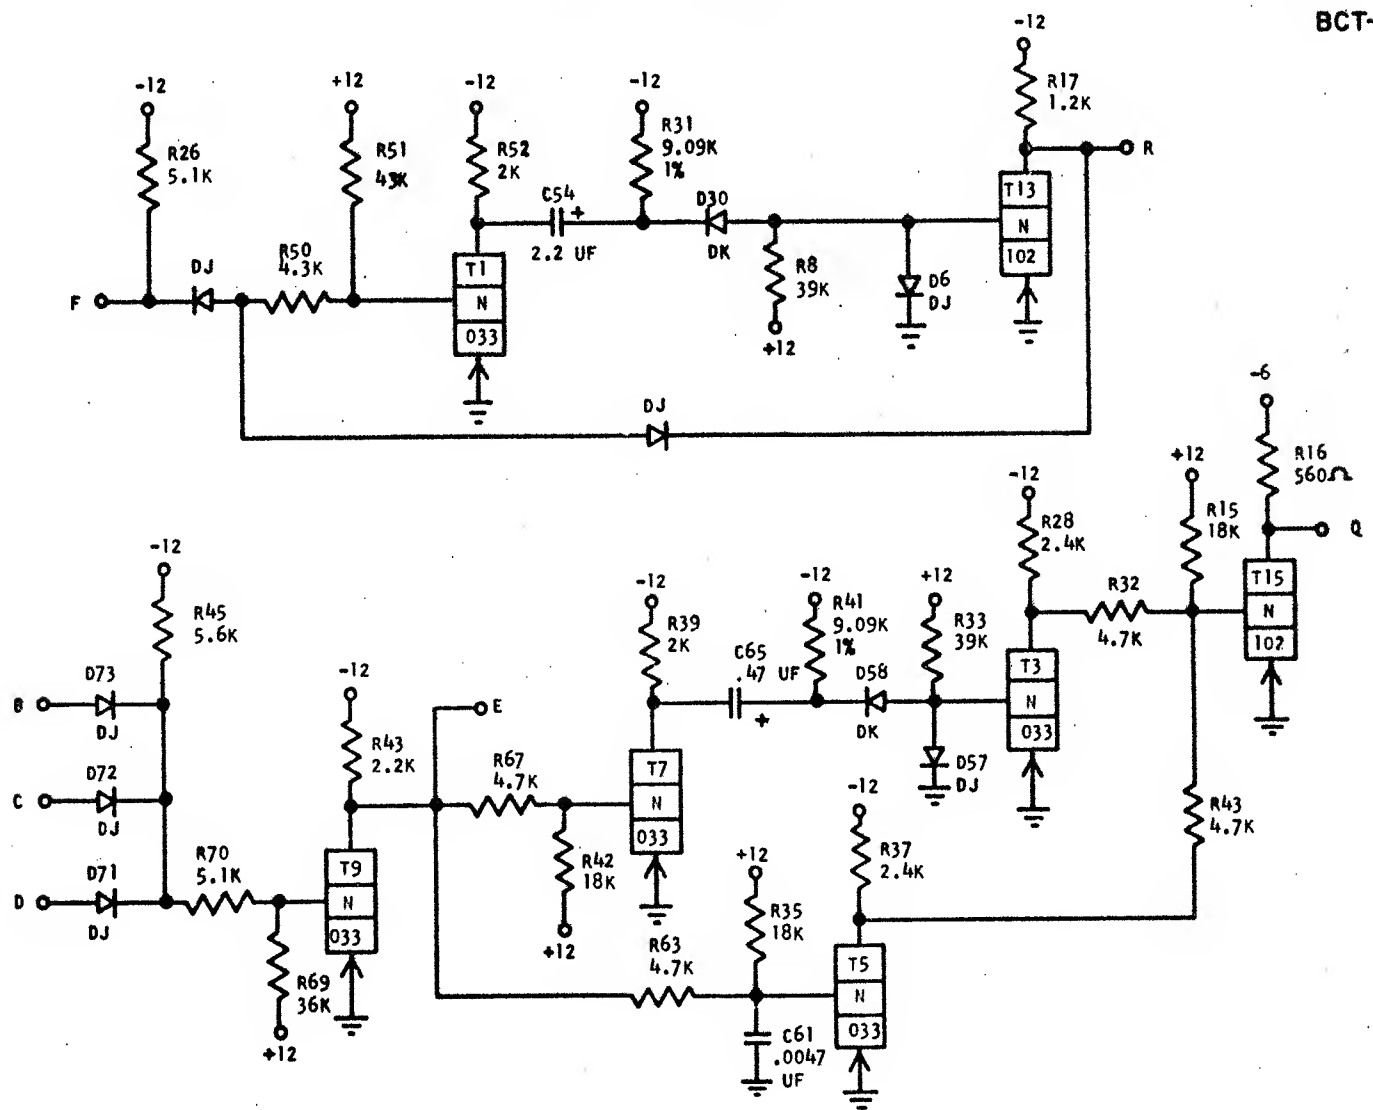 BCT-
-12
R17
1.2K
R
T13
N
102
-12
R26
5.1K
+12
R51
43K
-12
R52
2K
-12
R31
9.09K
1%
C54
+
2.2 UF
D30
DK
R8
39K
+12
D6
DJ
F
DJ
R50
4.3K
T1
N
033
DJ
-6
R16
560Ω
Q
+12
R15
18K
T15
N
102
-12
R28
2.4K
R32
4.7K
-12
R45
5.6K
-12
R39
2K
-12
R41
9.09K
1%
+12
R33
39K
C65
.47 UF
+
D58
DK
T3
N
033
D57
DJ
B
D73
DJ
-12
R43
2.2K
E
R67
4.7K
T7
N
033
C
D72
DJ
R42
18K
+12
-12
R37
2.4K
R43
4.7K
D
D71
DJ
R70
5.1K
T9
N
033
R69
36K
+12
+12
R35
18K
R63
4.7K
T5
N
033
C61
.0047
UF